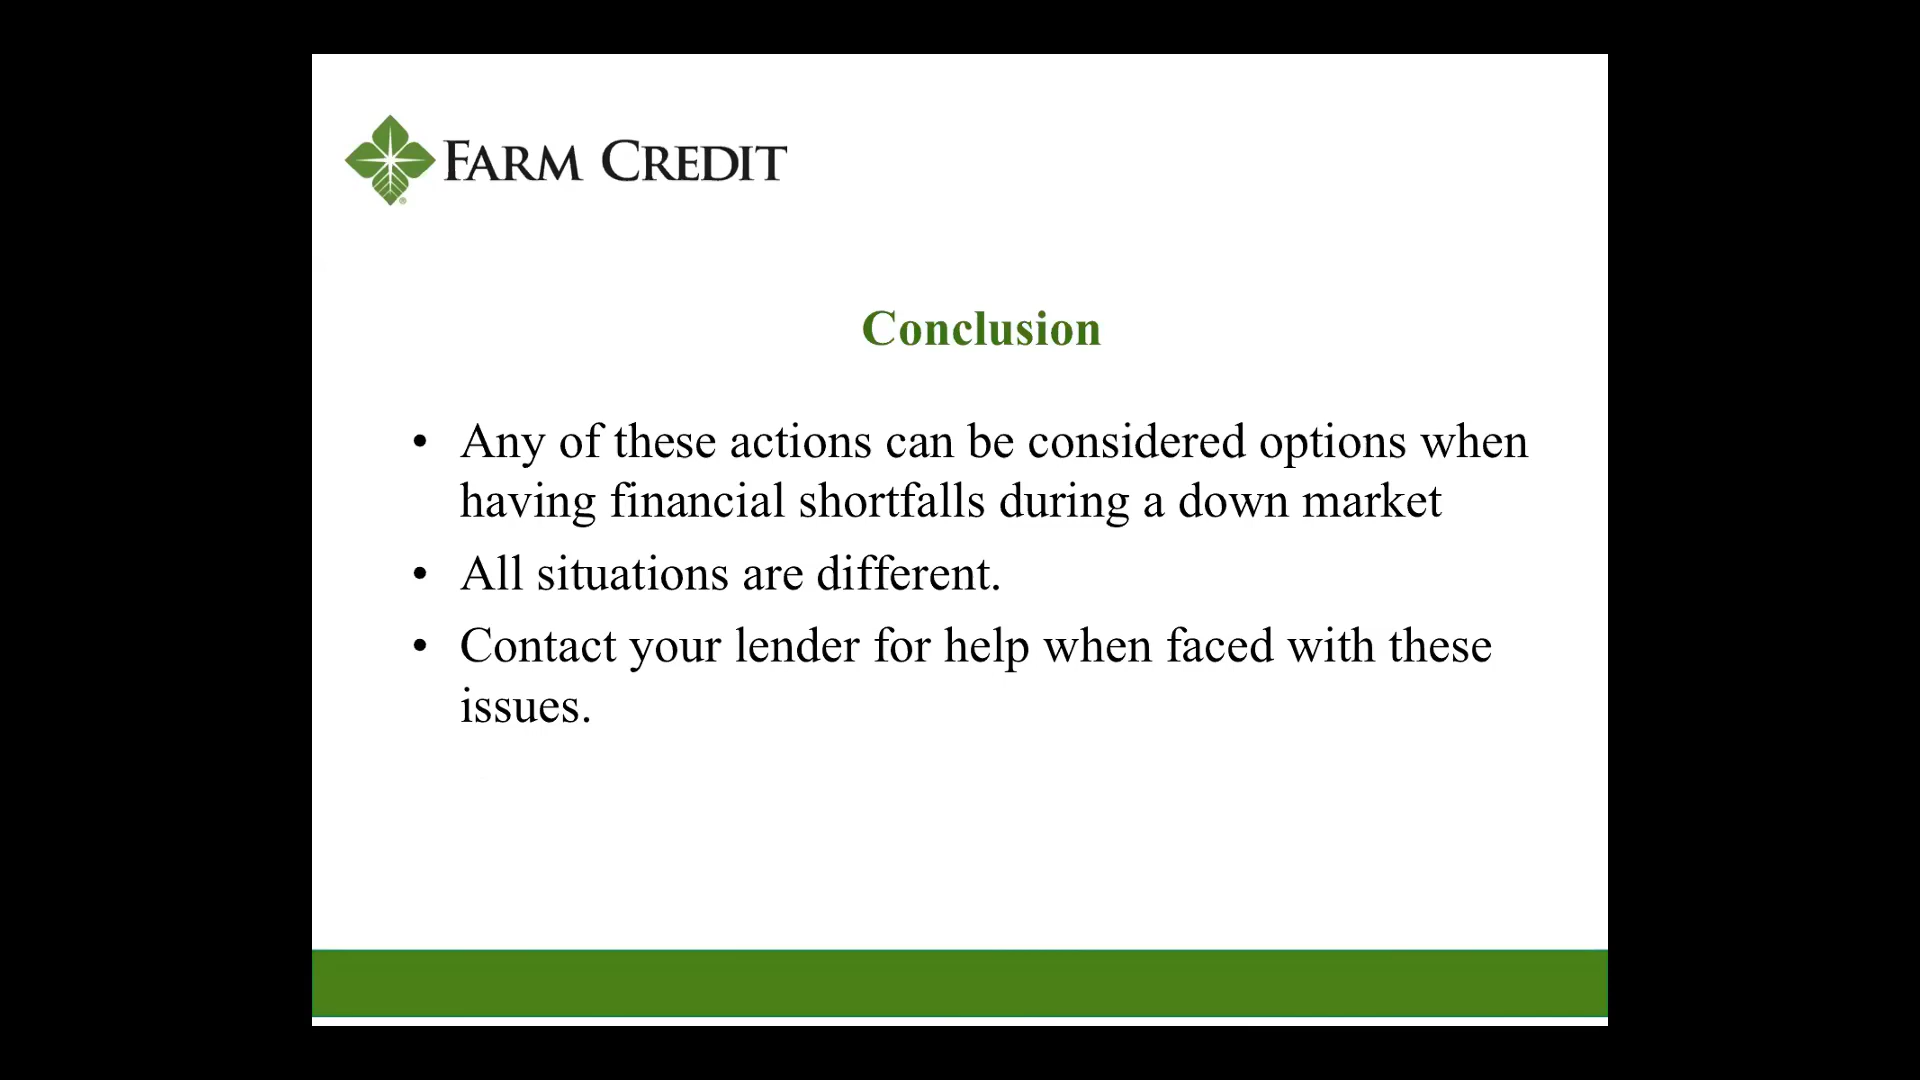 FARM CREDIT
Conclusion
• Any of these actions can be considered options when
having financial shortfalls during a down market
• All situations are different.
• Contact your lender for help when faced with these
issues.